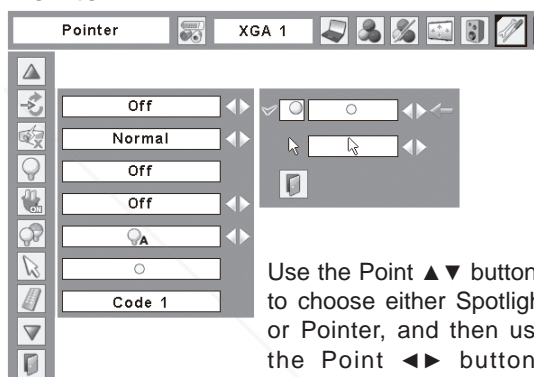 Pointer
XGA 1
Off
Normal
Off
Off
A
Code 1
ON
Use the Point ▲▼ button
to choose either Spotligh
or Pointer, and then us
the Point ◄► button